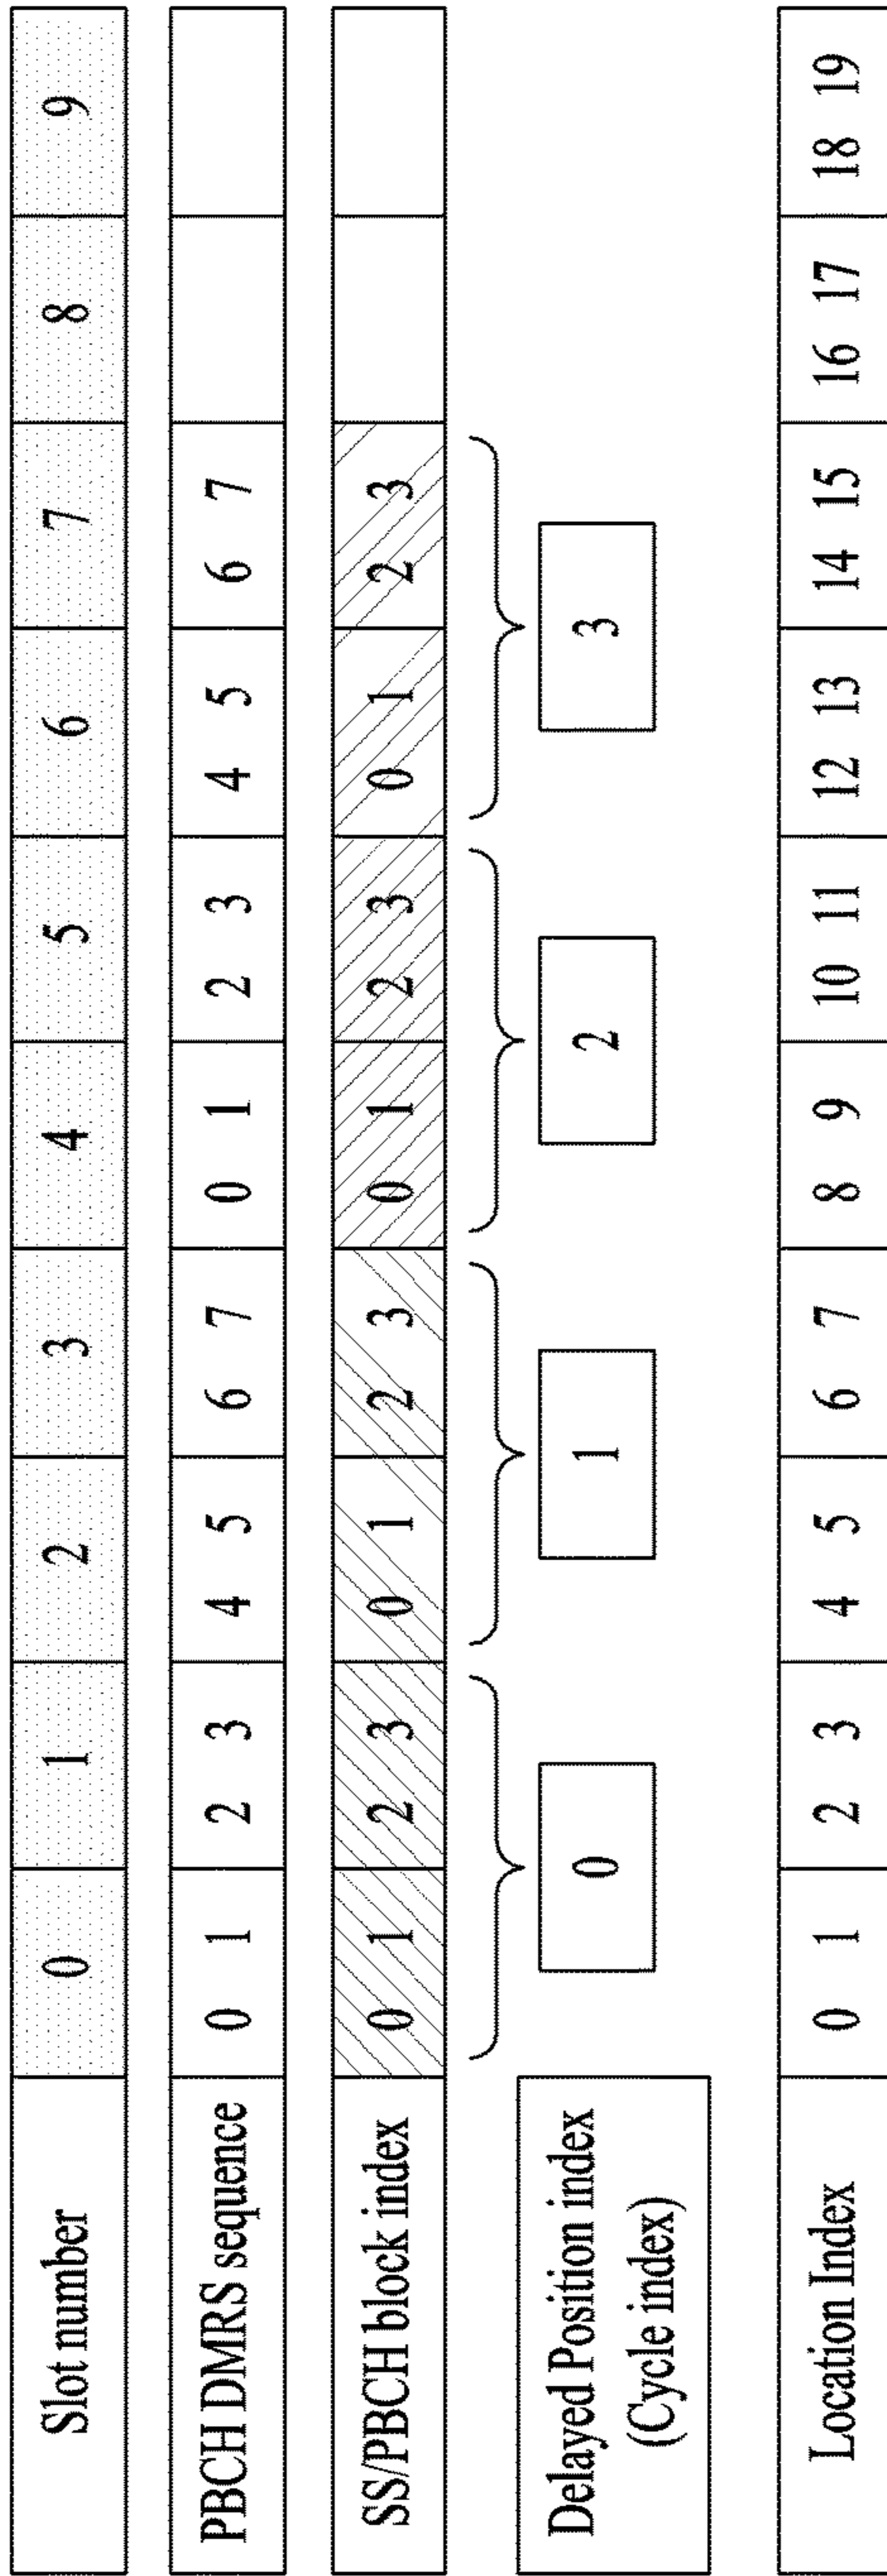 Slot number 0 1 2 3 4 5 6 7 8 9
PBCH DMRS sequence 0 1 2 3 4 5 6 7 0 1 2 3 4 5 6 7
SS/PBCH block index 0 1 2 3 0 1 2 3 0 1 2 3 0 1 2 3
Delayed Position index
(Cycle index)
0 1 2 3
Location Index 0 1 2 3 4 5 6 7 8 9 10 11 12 13 14 15 16 17 18 19